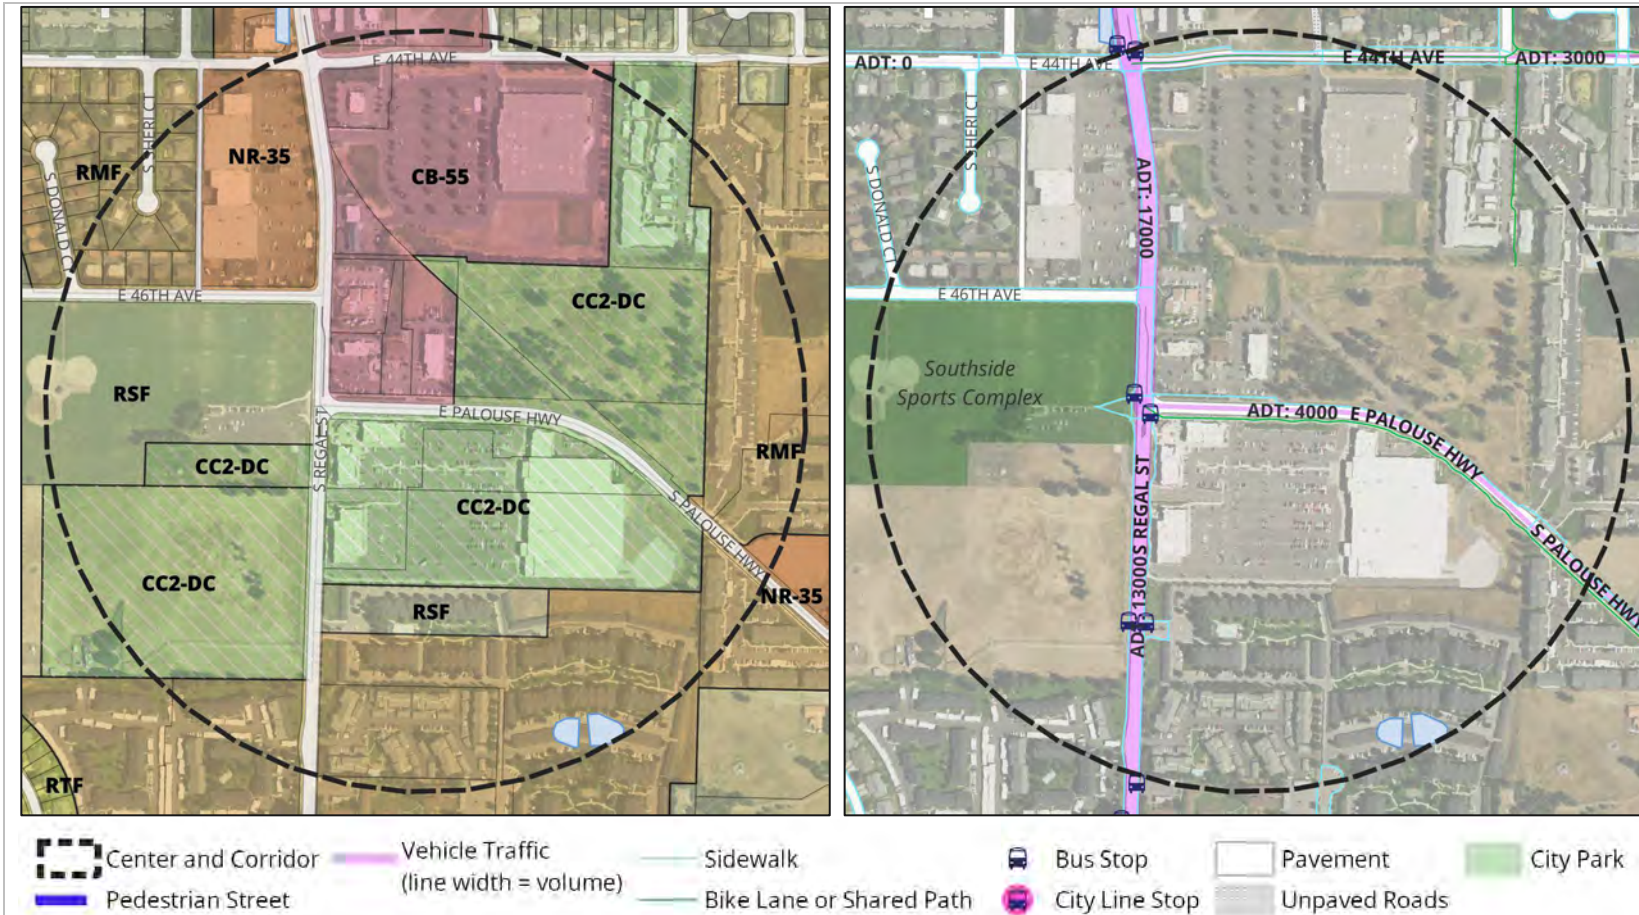 E 44TH AVE
S SHERI CT
NR-35
RMF
CB-55
S DONALD CT
E 46TH AVE
CC2-DC
RSF
E PALOUSE HWY
S REGAL ST
CC2-DC
RMF
CC2-DC
S PALOUSE HWY
CC2-DC
RSF
NR-35
RTF
ADT: 0
E 44TH AVE
E 44TH AVE
ADT: 3000
S SHERI CT
S DONALD CT
ADT: 17000
E 46TH AVE
Southside
Sports Complex
ADT: 4000
E PALOUSE HWY
S REGAL ST
ADT: 13000
S PALOUSE HWY
Center and Corridor
Pedestrian Street
Vehicle Traffic
(line width = volume)
Sidewalk
Bike Lane or Shared Path
Bus Stop
City Line Stop
Pavement
Unpaved Roads
City Park